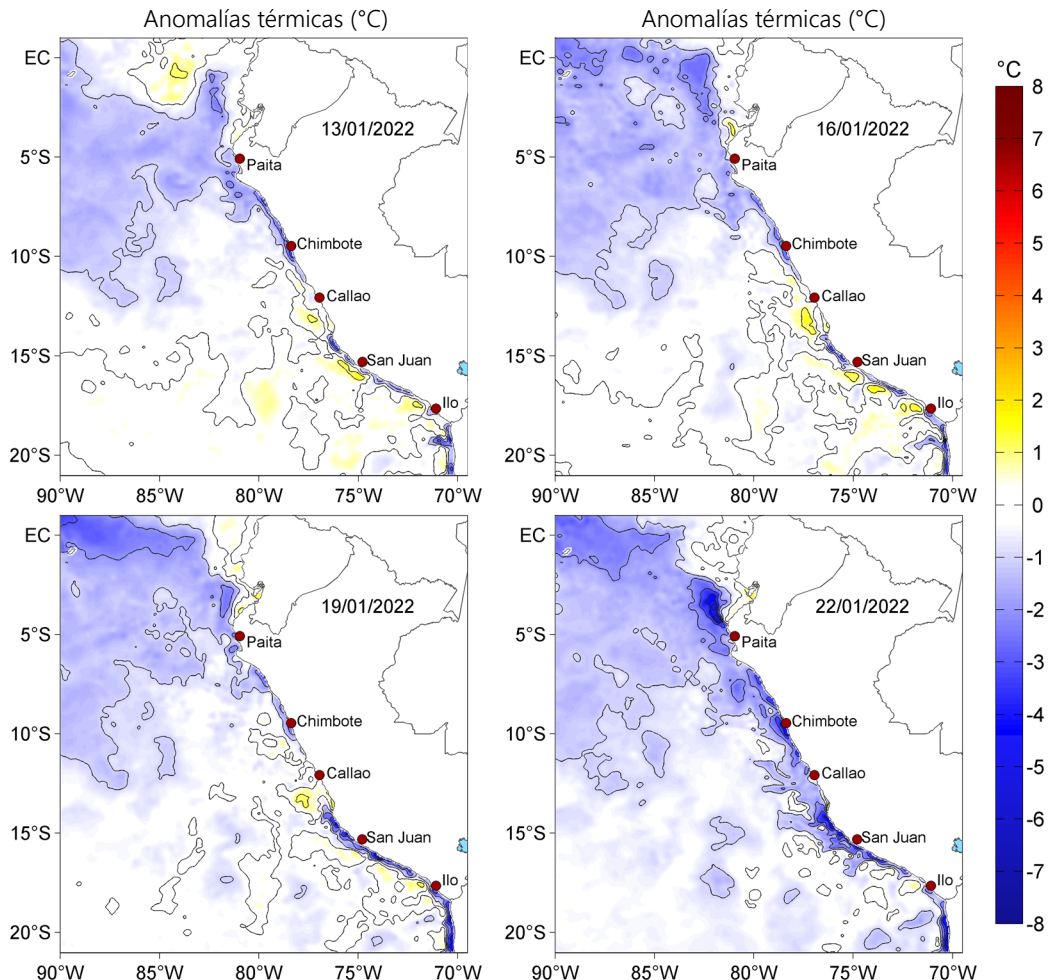 Anomalías térmicas (°C)
Anomalías térmicas (°C)
EC
5°S
10°S
15°S
20°S
13/01/2022
Paita
Chimbote
Callao
San Juan
Ilo
90°W 85°W 80°W 75°W 70°W
EC
5°S
10°S
15°S
20°S
16/01/2022
Paita
Chimbote
Callao
San Juan
Ilo
90°W 85°W 80°W 75°W 70°W
EC
5°S
10°S
15°S
20°S
19/01/2022
Paita
Chimbote
Callao
San Juan
Ilo
90°W 85°W 80°W 75°W 70°W
EC
5°S
10°S
15°S
20°S
22/01/2022
Paita
Chimbote
Callao
San Juan
Ilo
90°W 85°W 80°W 75°W 70°W
°C
8
7
6
5
4
3
2
1
0
-1
-2
-3
-4
-5
-6
-7
-8